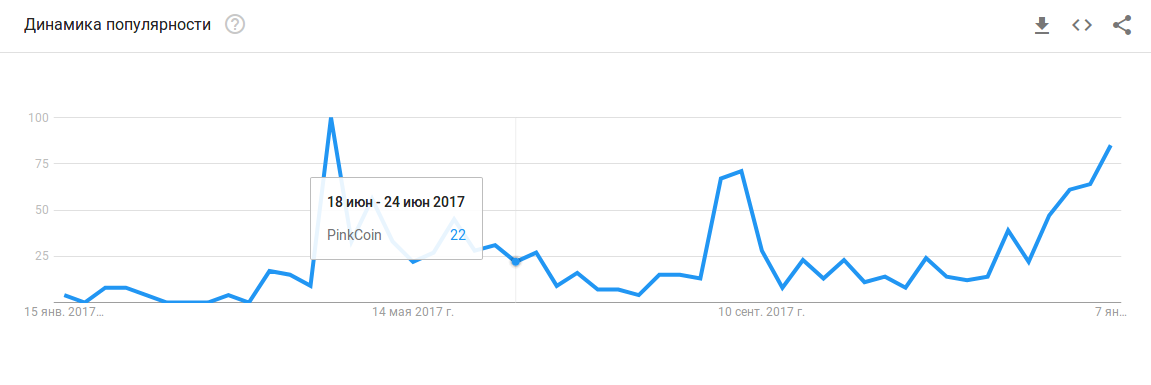 Динамика популярности ?
100
75
50
25
18 июн - 24 июн 2017
PinkCoin 22
15 янв. 2017… 14 мая 2017 г. 10 сент. 2017 г. 7 ян…